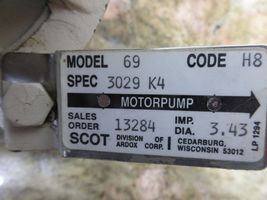 MODEL 69 CODE H8
SPEC 3029 K4
MOTORPUMP
SALES ORDER 13284 IMP. DIA. 3.43
SCOT DIVISION OF ARDOX CORP. CEDARBURG, WISCONSIN 53012
LP 1294